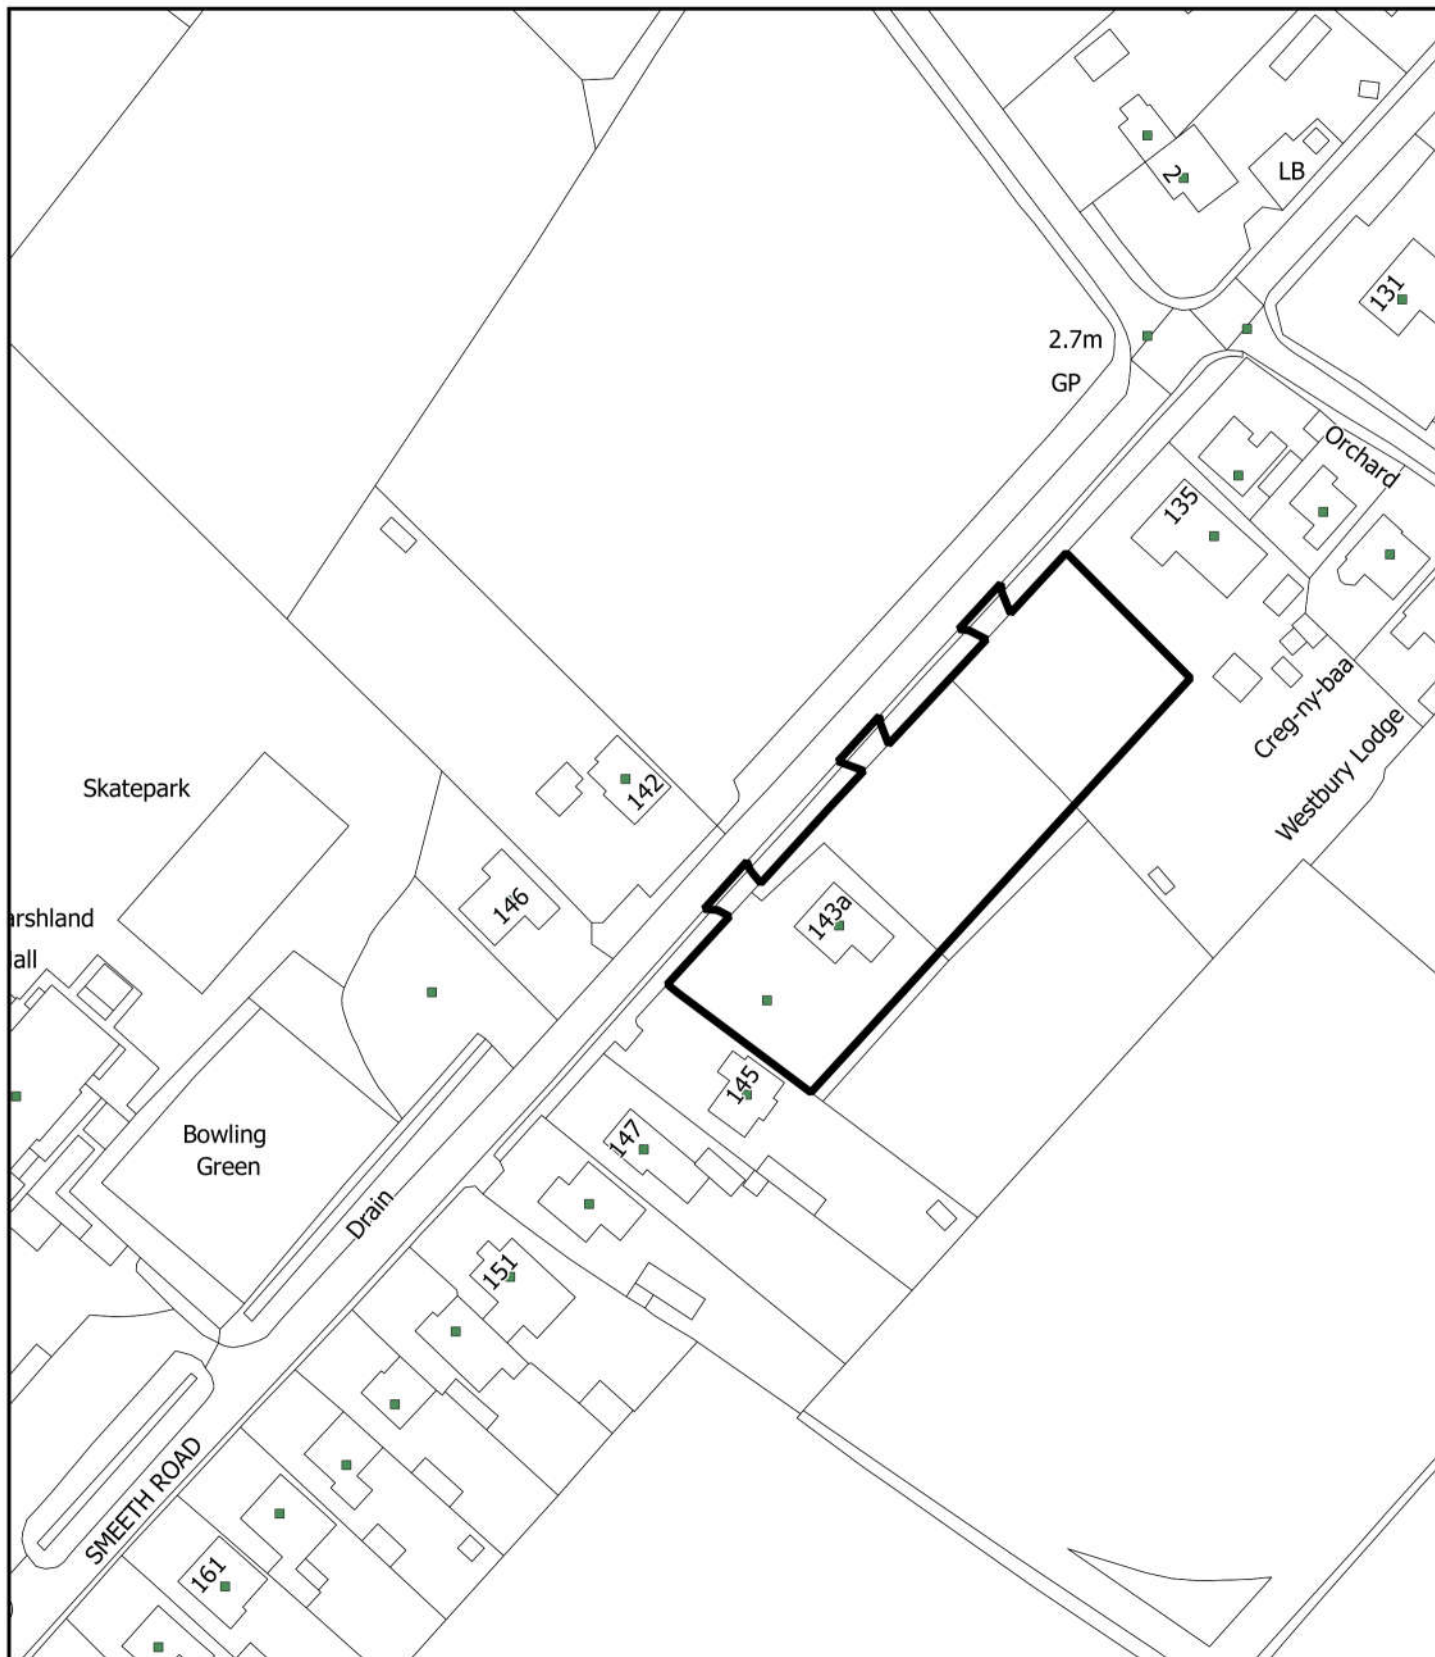 2
LB
131
2.7m
GP
Orchard
135
Creg-ny-baa
Westbury Lodge
Skatepark
142
146
arshland
all
143a
145
Bowling
Green
147
Drain
151
SMEETH ROAD
161